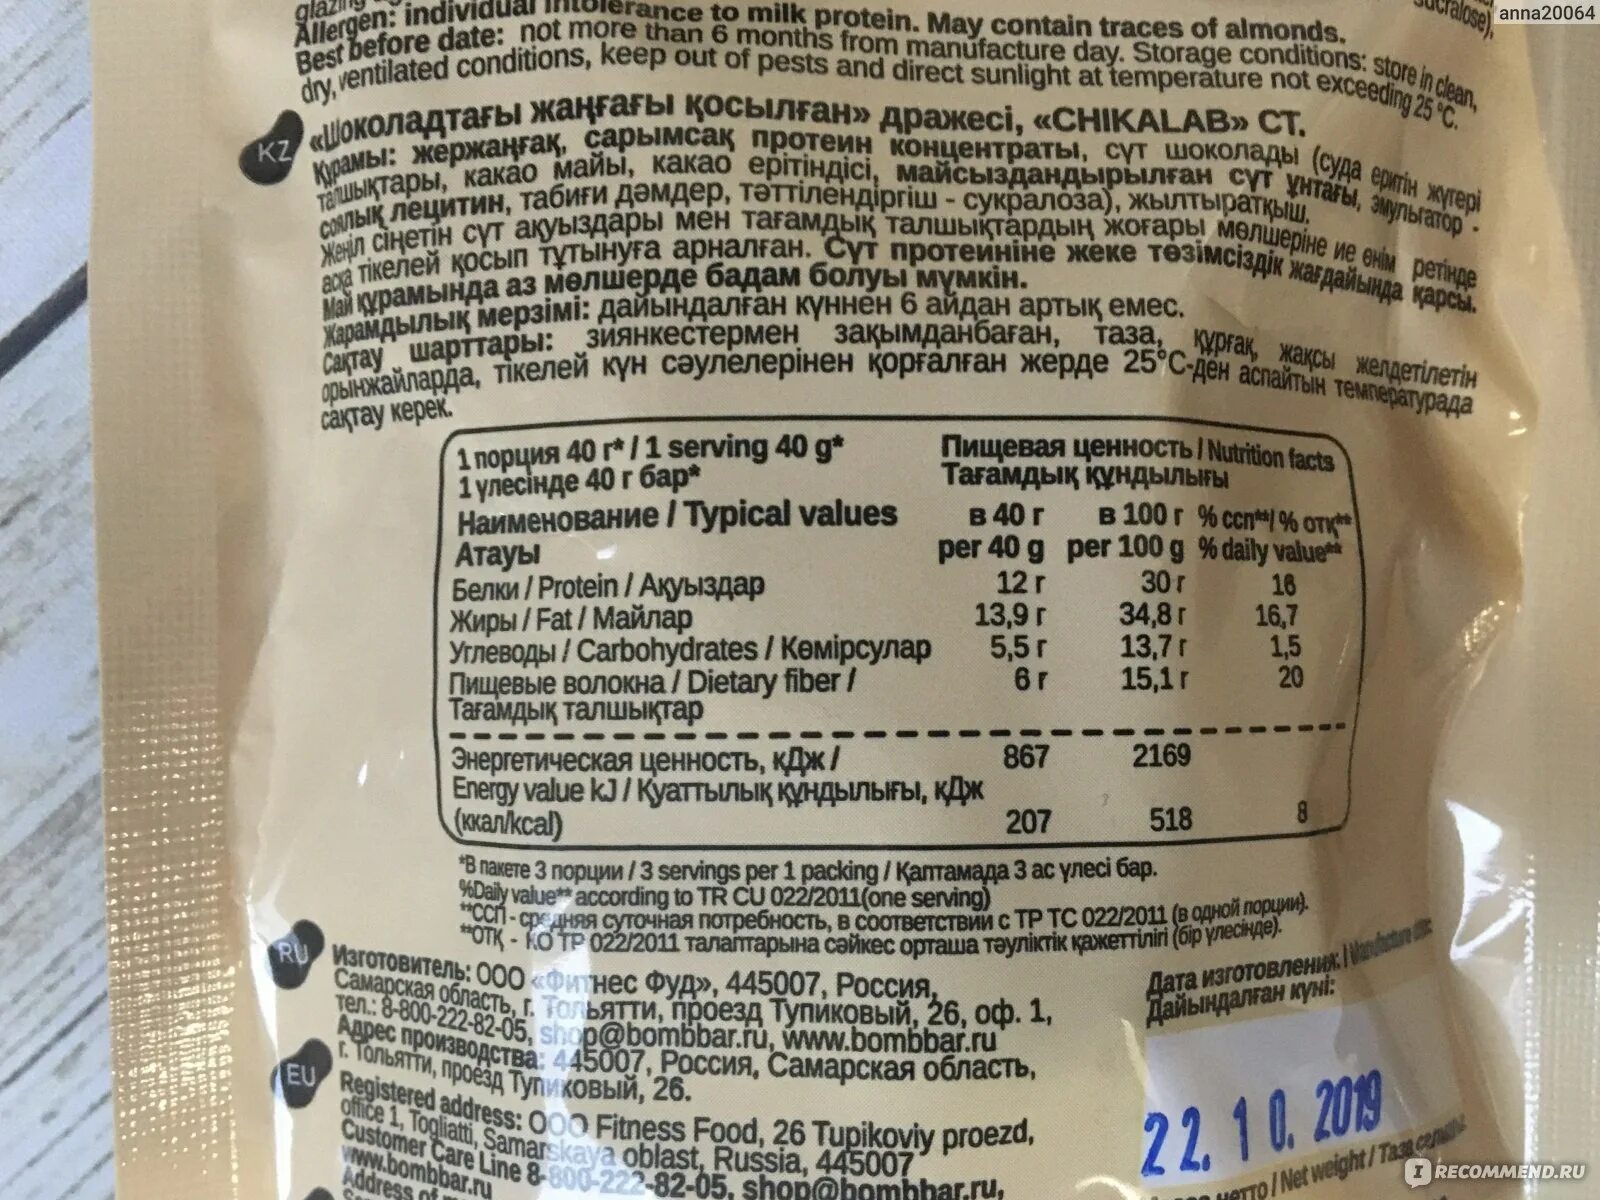 sucralose),
anna20064
Allergen: individual intolerance to milk protein. May contain traces of almonds.
Best before date: not more than 6 months from manufacture day. Storage conditions: store in clean,
dry, ventilated conditions, keep out of pests and direct sunlight at temperature not exceeding 25 °C.
KZ
«Шоколадтағы жаңғағы қосылған» дражесі, «CHIKALAB» СТ.
Құрамы: жержаңғақ, сарымсақ протеин концентраты, сүт шоколады (суда еритін жүгері
талшықтары, какао майы, какао ерітіндісі, майсыздандырылған сүт ұнтағы, эмульгатор -
соялық лецитин, табиғи дәмдер, тәттілендіргіш - сукралоза), жылтыратқыш.
Жеңіл сіңетін сүт ақуыздары мен тағамдық талшықтардың жоғары мөлшеріне ие өнім ретінде
асқа тікелей қосып тұтынуға арналған. Сүт протеиніне жеке төзімсіздік жағдайында қарсы.
Май құрамында аз мөлшерде бадам болуы мүмкін.
Жарамдылық мерзімі: дайындалған күннен 6 айдан артық емес.
Сақтау шарттары: зиянкестермен зақымданбаған, таза, құрғақ, жақсы желдетілетін
орынжайларда, тікелей күн сәулелерінен қорғалған жерде 25°С-ден аспайтын температурада
сақтау керек.
1 порция 40 г* / 1 serving 40 g* Пищевая ценность / Nutrition facts
1 үлесінде 40 г бар* Тағамдық құндылығы
Наименование / Typical values в 40 г в 100 г % ссп**/ % отқ**
Атауы per 40 g per 100 g % daily value**
Белки / Protein / Ақуыздар 12 г 30 г 16
Жиры / Fat / Майлар 13,9 г 34,8 г 16,7
Углеводы / Carbohydrates / Көмірсулар 5,5 г 13,7 г 1,5
Пищевые волокна / Dietary fiber / 6 г 15,1 г 20
Тағамдық талшықтар
Энергетическая ценность, кДж / 867 2169
Energy value kJ / Қуаттылық құндылығы, кДж
(ккал/kcal) 207 518 8
*В пакете 3 порции / 3 servings per 1 packing / Қаптамада 3 ас үлесі бар.
%Daily value** according to TR CU 022/2011(one serving)
**ССП - средняя суточная потребность, в соответствии с ТР ТС 022/2011 (в одной порции).
**ОТҚ - КО ТР 022/2011 талаптарына сәйкес орташа тәуліктік қажеттілігі (бір үлесінде).
RU
Изготовитель: ООО «Фитнес Фуд», 445007, Россия,
Самарская область, г. Тольятти, проезд Тупиковый, 26, оф. 1,
тел.: 8-800-222-82-05, shop@bombbar.ru, www.bombbar.ru
Адрес производства: 445007, Россия, Самарская область,
г. Тольятти, проезд Тупиковый, 26.
Дата изготовления: / Manufacture
Дайындалған күні:
22.10.2019
EU
Registered address: OOO Fitness Food, 26 Tupikoviy proezd,
office 1, Togliatti, Samarskaya oblast, Russia, 445007
Customer Care Line 8-800-222-82-05, shop@bombbar.ru,
www.bombbar.ru
Address of
нетто / Net weight / Таза
RECOMMEND.RU